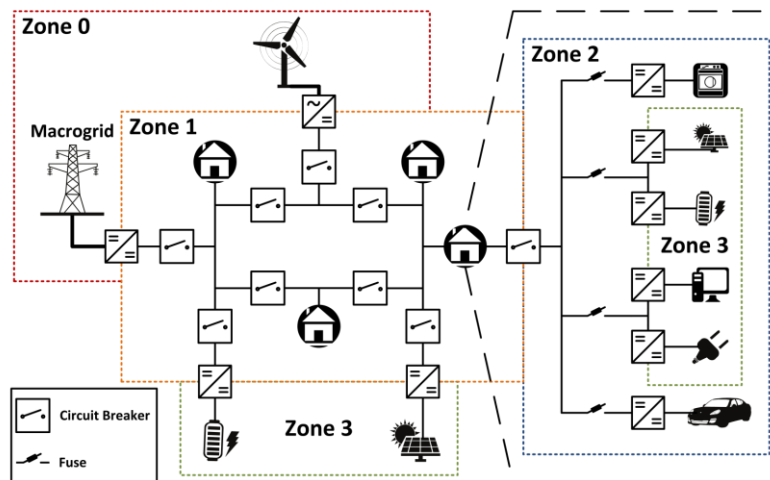 Zone 0
Zone 2
Zone 1
Macrogrid
Zone 3
Zone 3
Circuit Breaker
Fuse